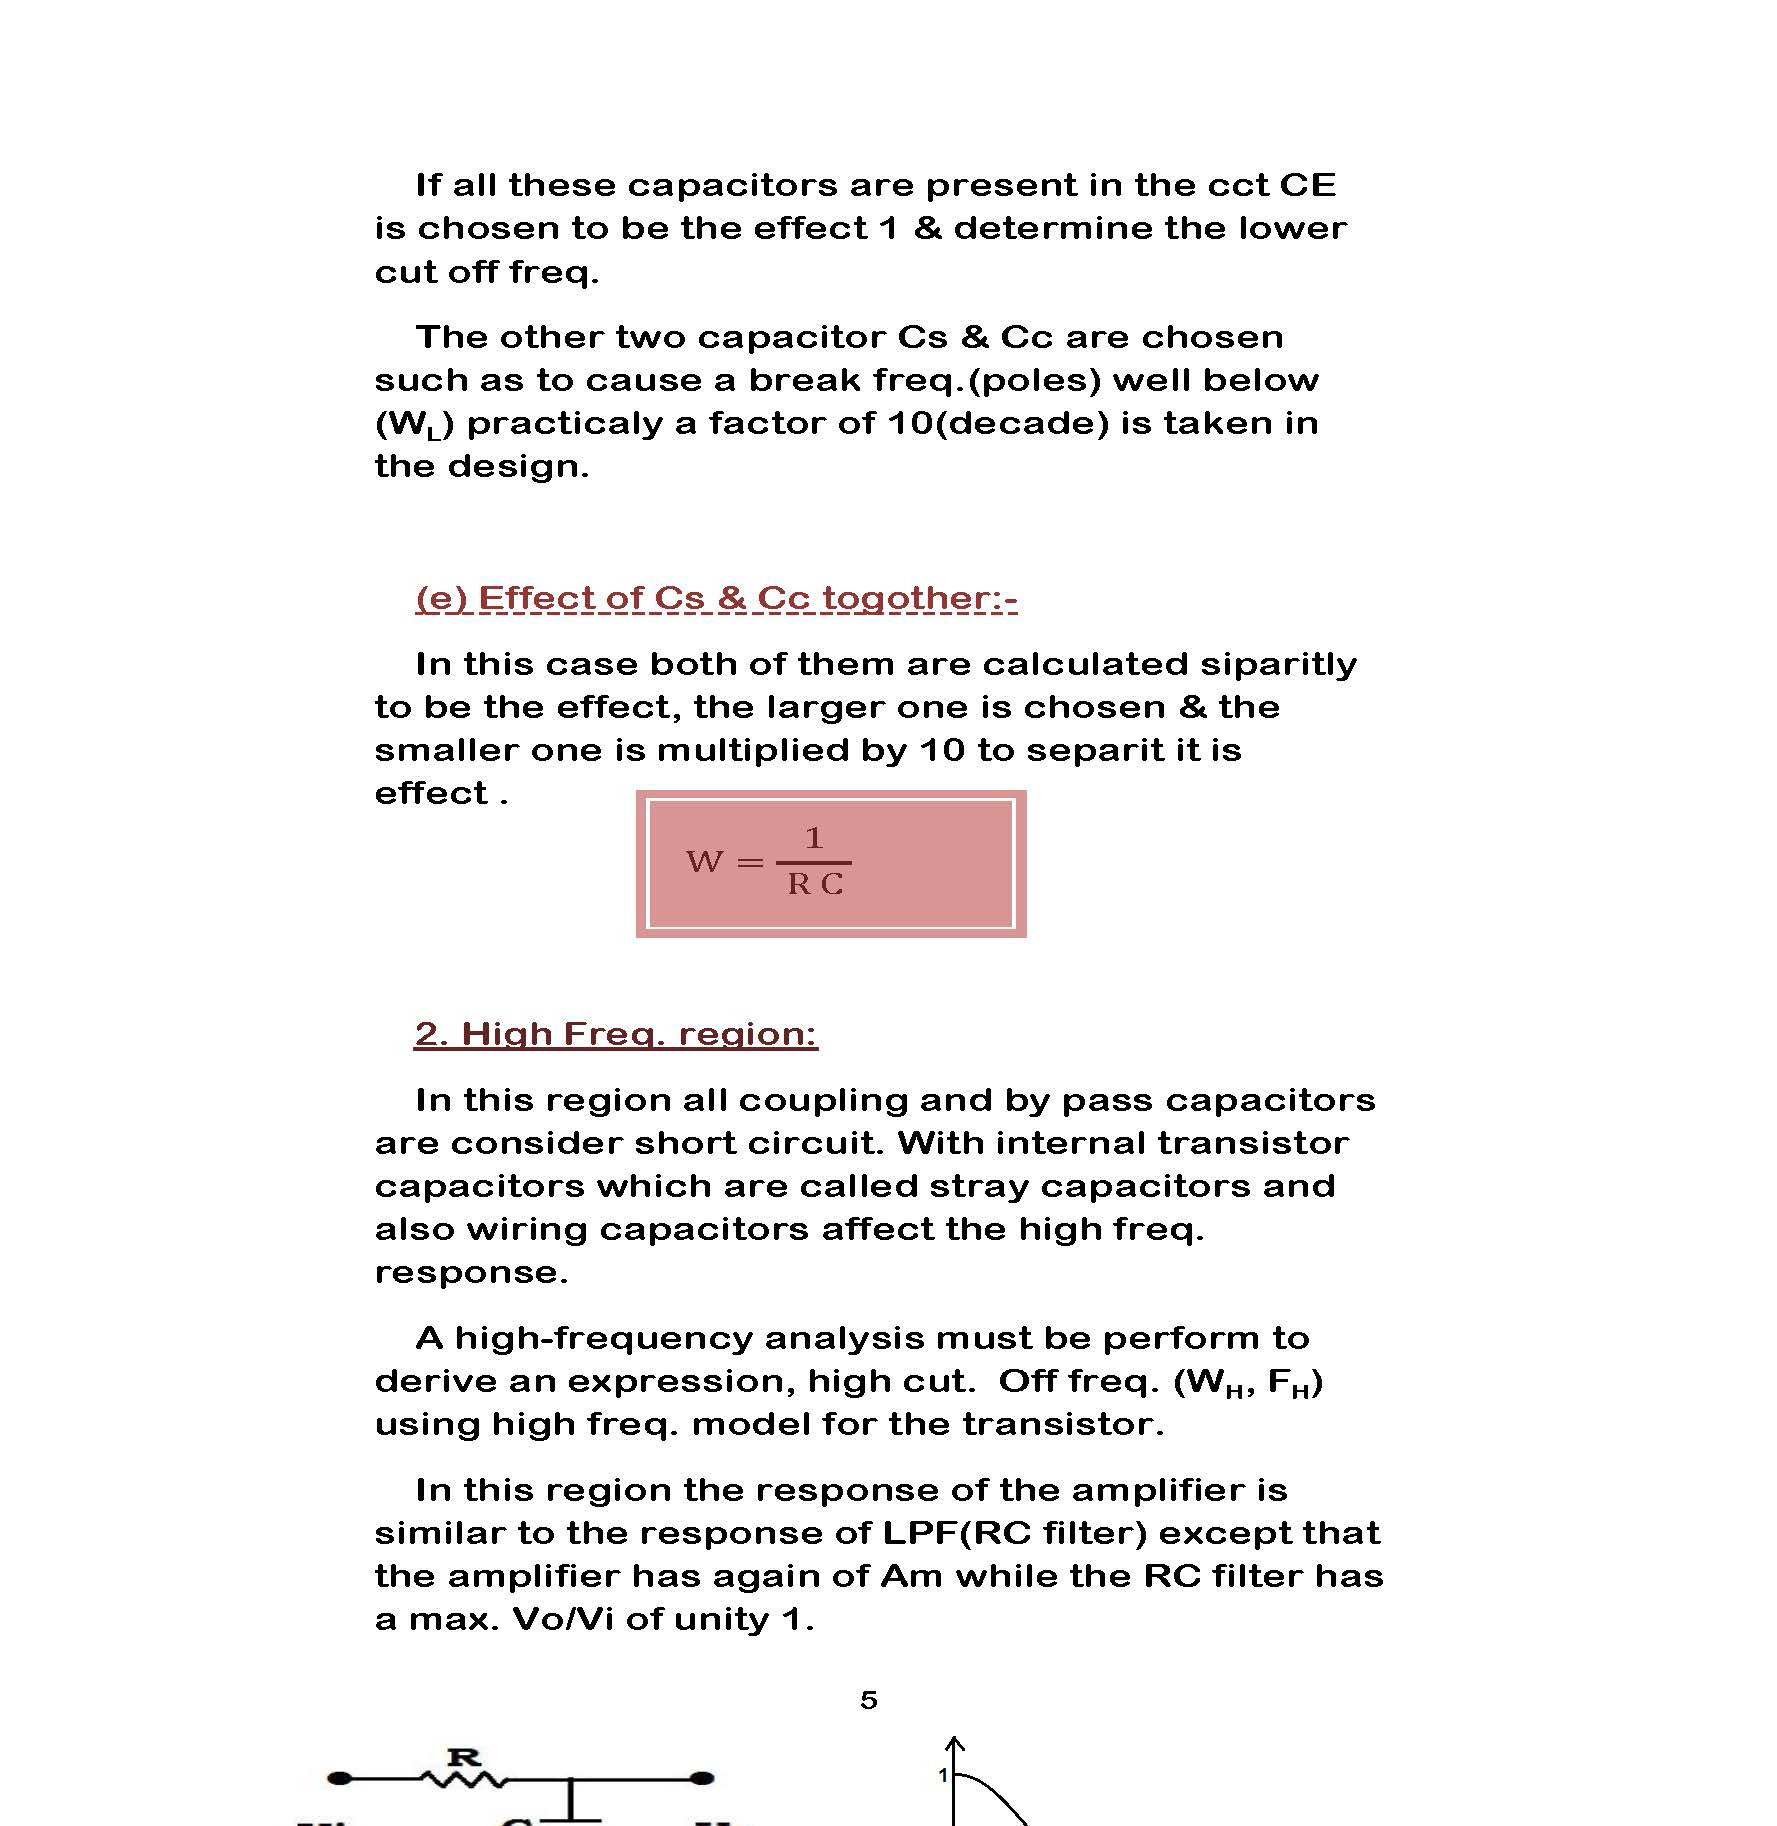 If all these capacitors are present in the cct CE
is chosen to be the effect 1 & determine the lower
cut off freq.
The other two capacitor Cs & Cc are chosen
such as to cause a break freq.(poles) well below
(W_L) practicaly a factor of 10(decade) is taken in
the design.
(e) Effect of Cs & Cc togother:-
In this case both of them are calculated siparitly
to be the effect, the larger one is chosen & the
smaller one is multiplied by 10 to separit it is
effect .
W = 1 / R C
2. High Freq. region:
In this region all coupling and by pass capacitors
are consider short circuit. With internal transistor
capacitors which are called stray capacitors and
also wiring capacitors affect the high freq.
response.
A high-frequency analysis must be perform to
derive an expression, high cut.  Off freq. (W_H, F_H)
using high freq. model for the transistor.
In this region the response of the amplifier is
similar to the response of LPF(RC filter) except that
the amplifier has again of Am while the RC filter has
a max. Vo/Vi of unity 1.
5
R
1